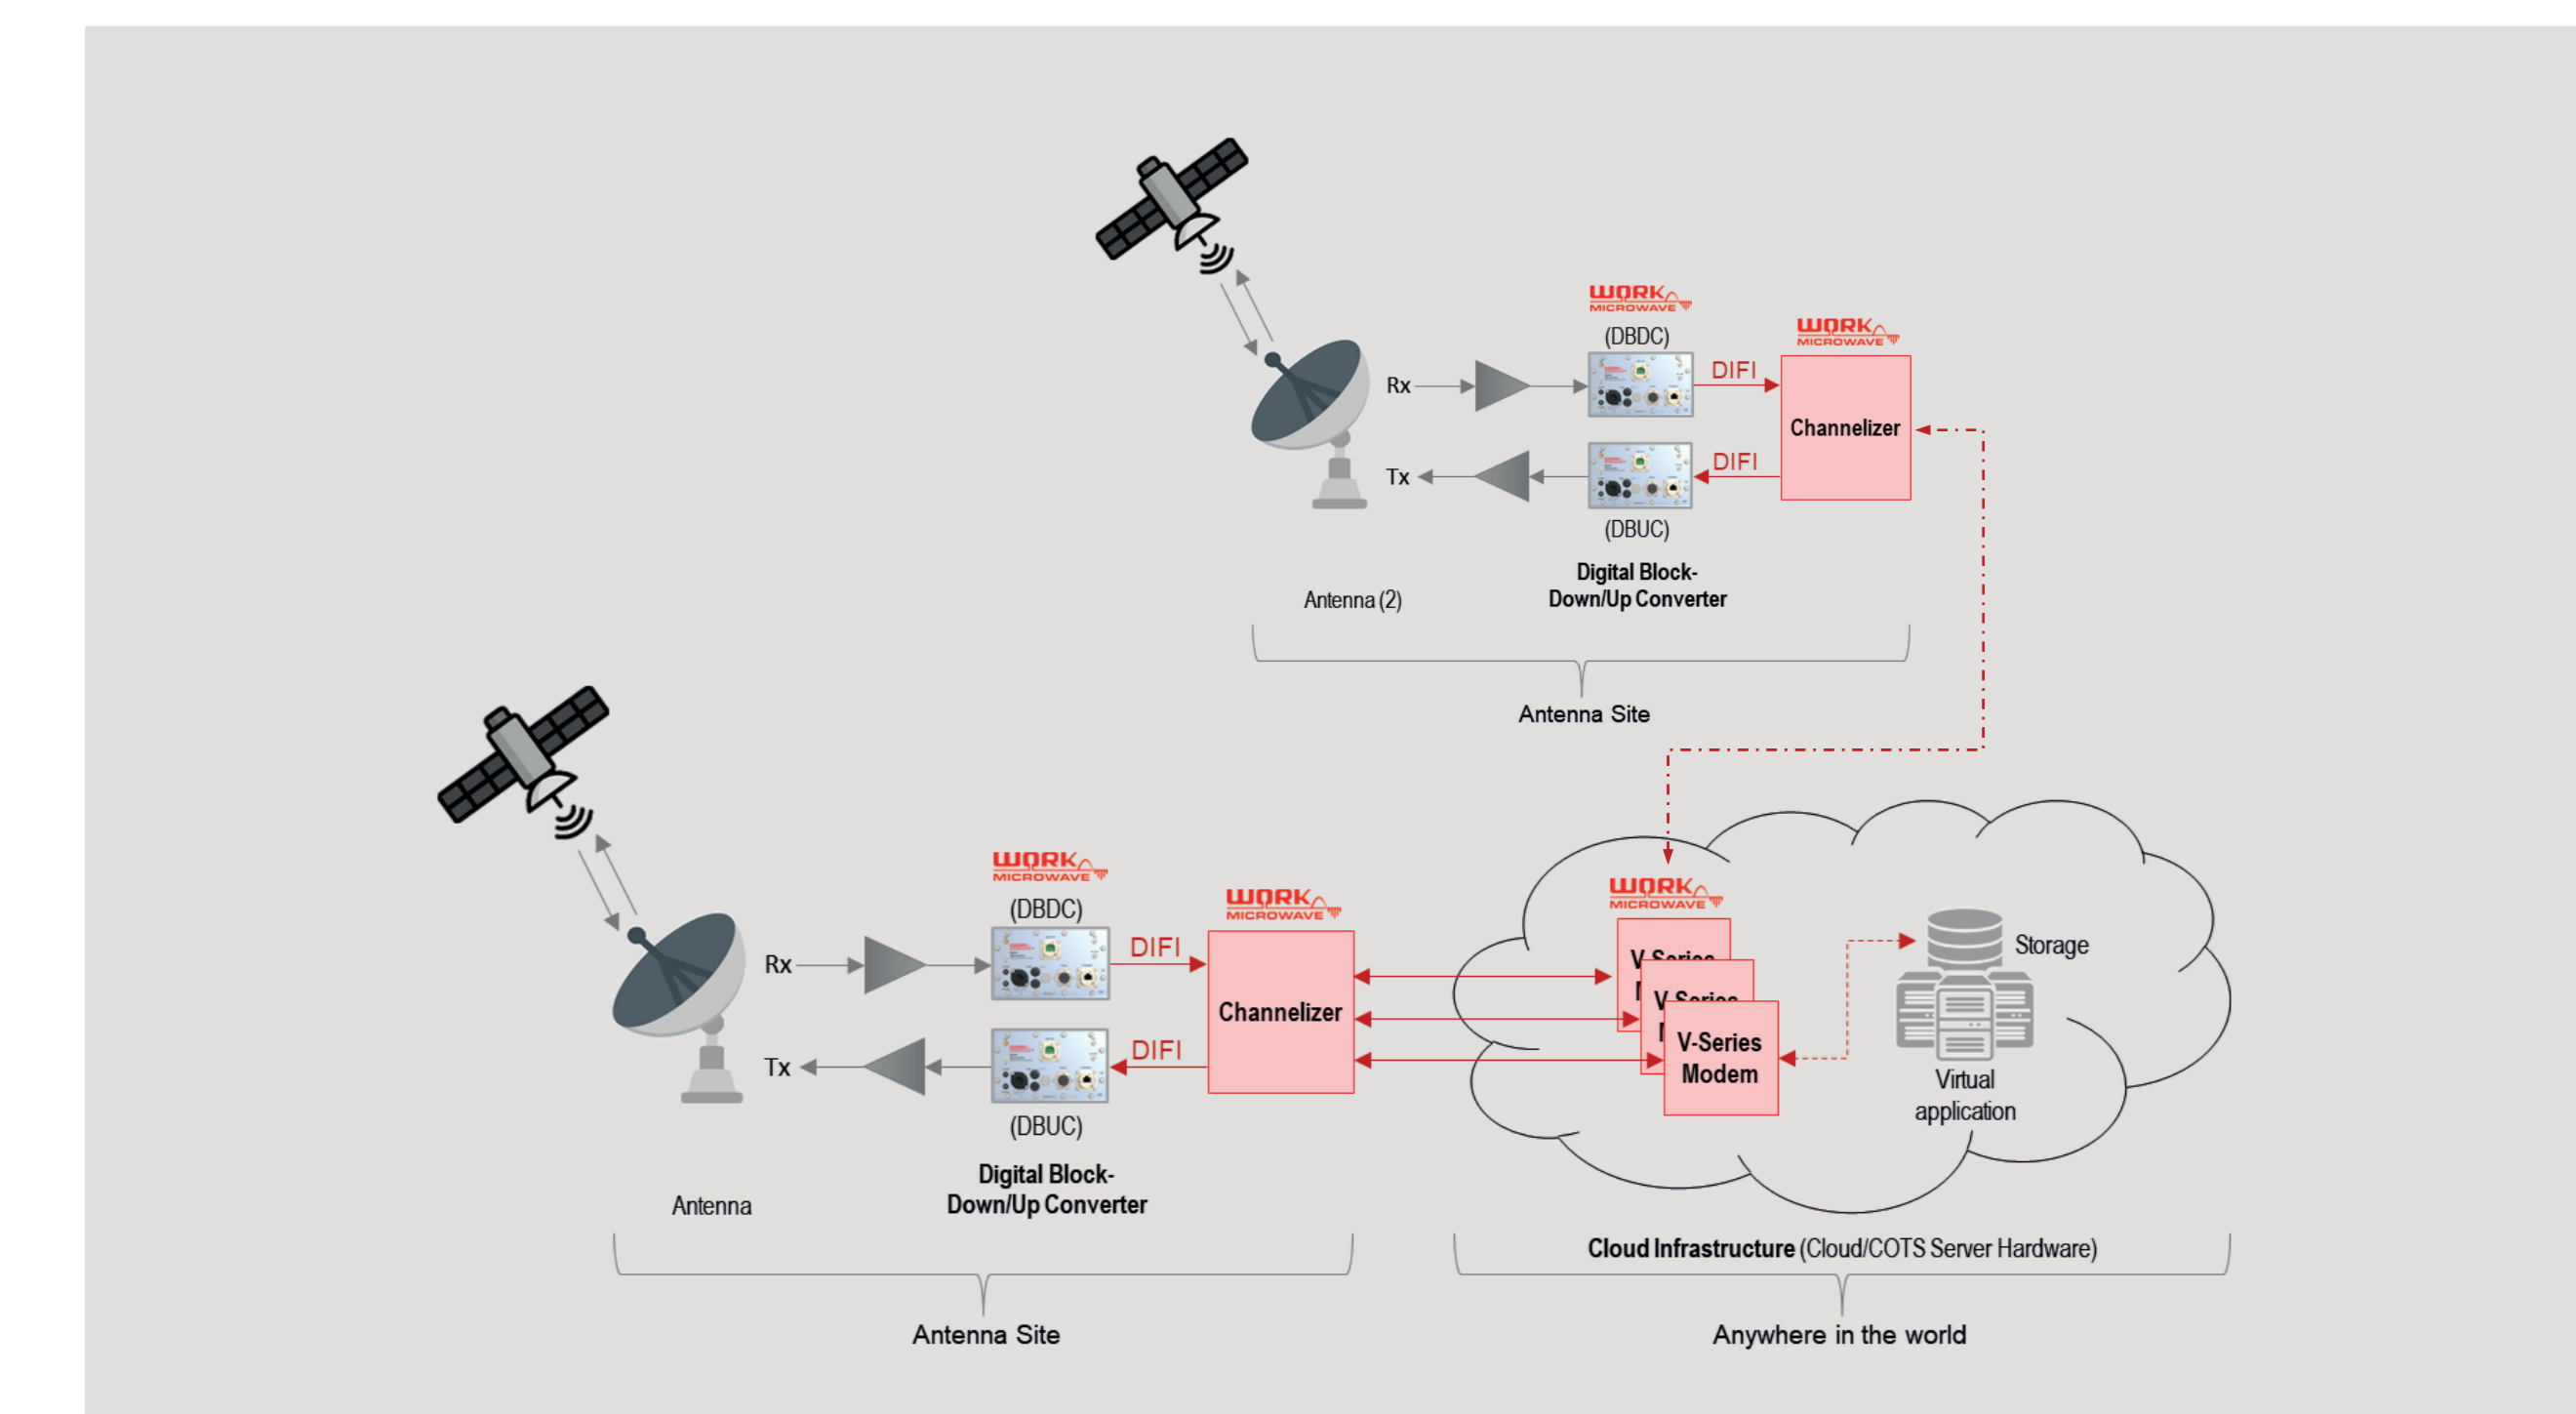 WORK
MICROWAVE
(DBDC)
WORK
MICROWAVE
DIFI
Rx
Channelizer
DIFI
Tx
(DBUC)
Digital Block-
Down/Up Converter
Antenna (2)
Antenna Site
WORK
MICROWAVE
(DBDC)
WORK
MICROWAVE
DIFI
Rx
Channelizer
DIFI
Tx
(DBUC)
Digital Block-
Down/Up Converter
Antenna
Antenna Site
WORK
MICROWAVE
V-Series
V-Series
V-Series
Modem
Storage
Virtual
application
Cloud Infrastructure (Cloud/COTS Server Hardware)
Anywhere in the world